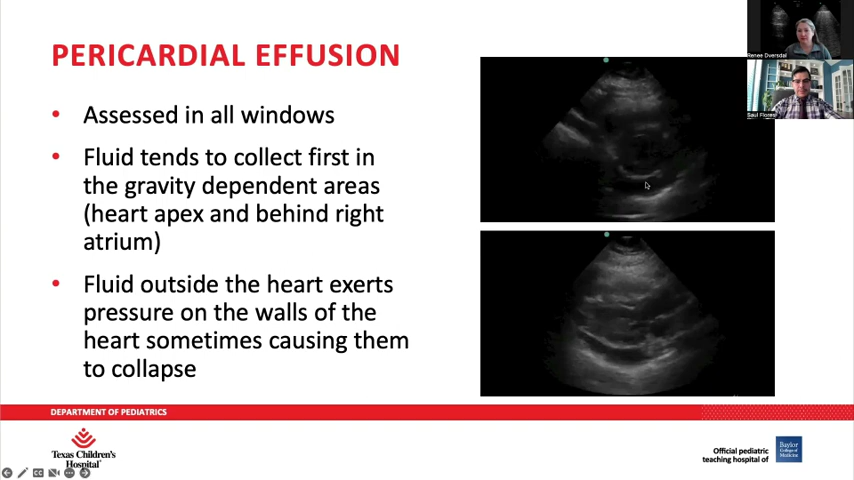 PERICARDIAL EFFUSION
• Assessed in all windows
• Fluid tends to collect first in
the gravity dependent areas
(heart apex and behind right
atrium)
• Fluid outside the heart exerts
pressure on the walls of the
heart sometimes causing them
to collapse
Renee Dversdal
Saul Flores
DEPARTMENT OF PEDIATRICS
Texas Children's
Hospital
Official pediatric
teaching hospital of
Baylor
College of
Medicine
CC